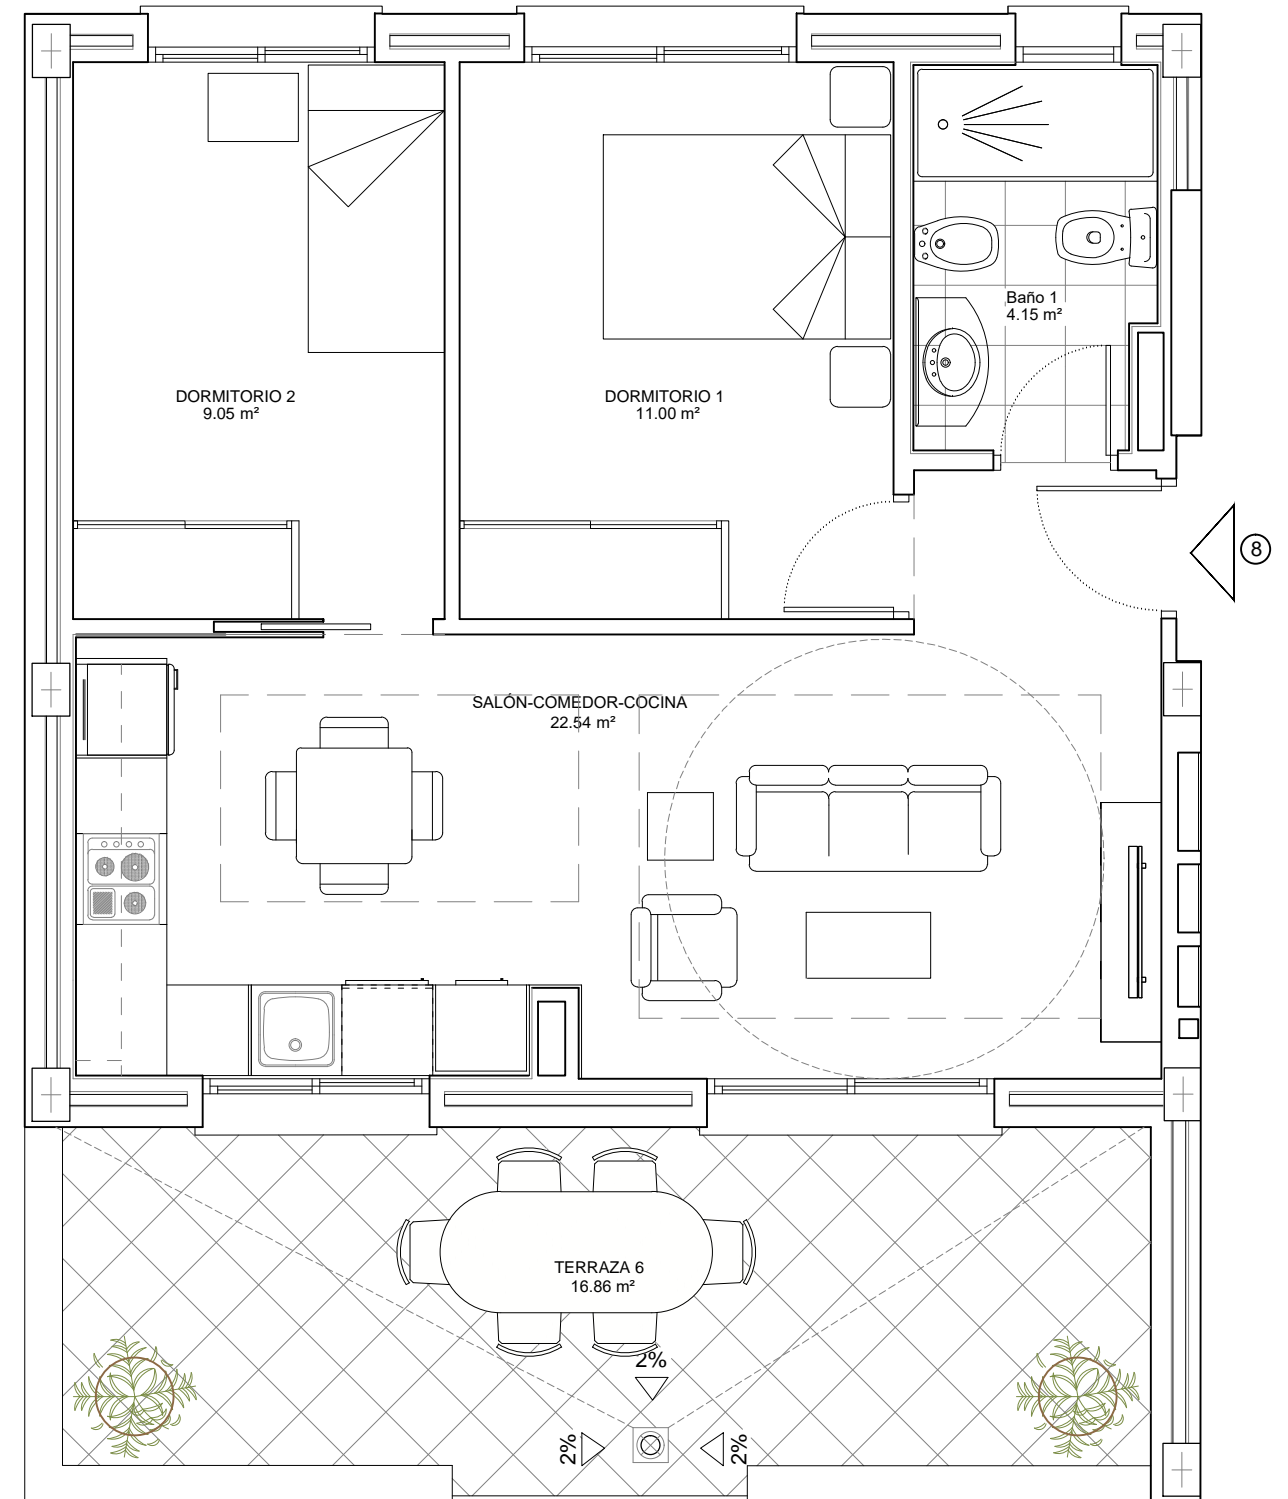 Baño 1
4.15 m²
DORMITORIO 2
9.05 m²
DORMITORIO 1
11.00 m²
8
SALÓN-COMEDOR-COCINA
22.54 m²
TERRAZA 6
16.86 m²
2%
2%
2%